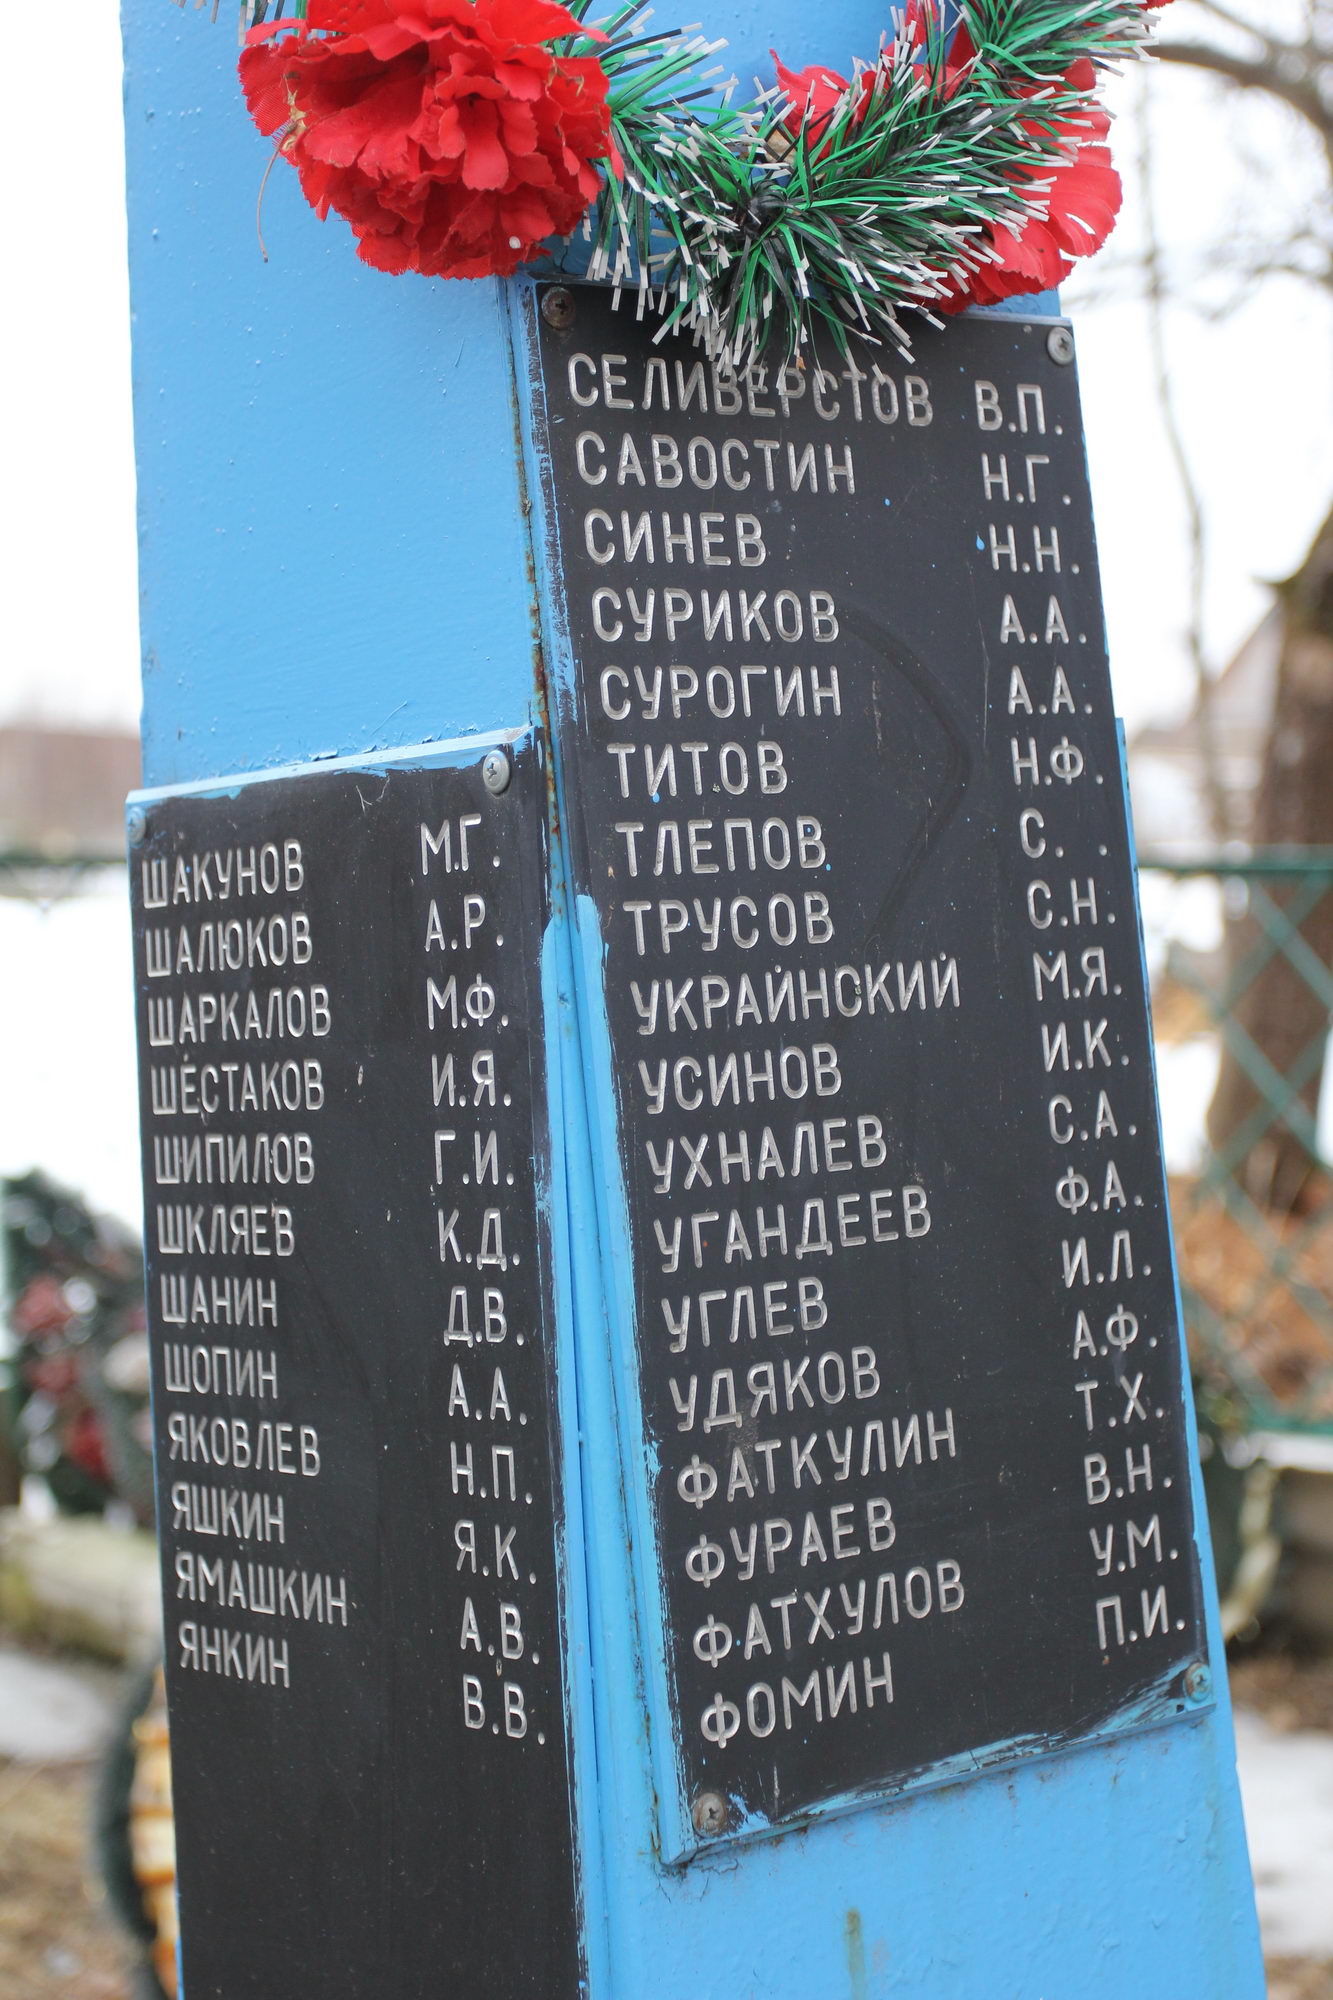 ШАКУНОВ М.Г.
ШАЛЮКОВ А.Р.
ШАРКАЛОВ М.Ф.
ШЕСТАКОВ И.Я.
ШИПИЛОВ Г.И.
ШКЛЯЕВ К.Д.
ШАНИН Д.В.
ШОПИН А.А.
ЯКОВЛЕВ Н.П.
ЯШКИН Я.К.
ЯМАШКИН А.В.
ЯНКИН В.В.
СЕЛИВЕРСТОВ В.П.
САВОСТИН Н.Г.
СИНЕВ Н.Н.
СУРИКОВ А.А.
СУРОГИН А.А.
ТИТОВ Н.Ф.
ТЛЕПОВ С. .
ТРУСОВ С.Н.
УКРАЙНСКИЙ М.Я.
УСИНОВ И.К.
УХНАЛЕВ С.А.
УГАНДЕЕВ Ф.А.
УГЛЕВ И.Л.
УДЯКОВ А.Ф.
ФАТКУЛИН Т.Х.
ФУРАЕВ В.Н.
ФАТХУЛОВ У.М.
ФОМИН П.И.